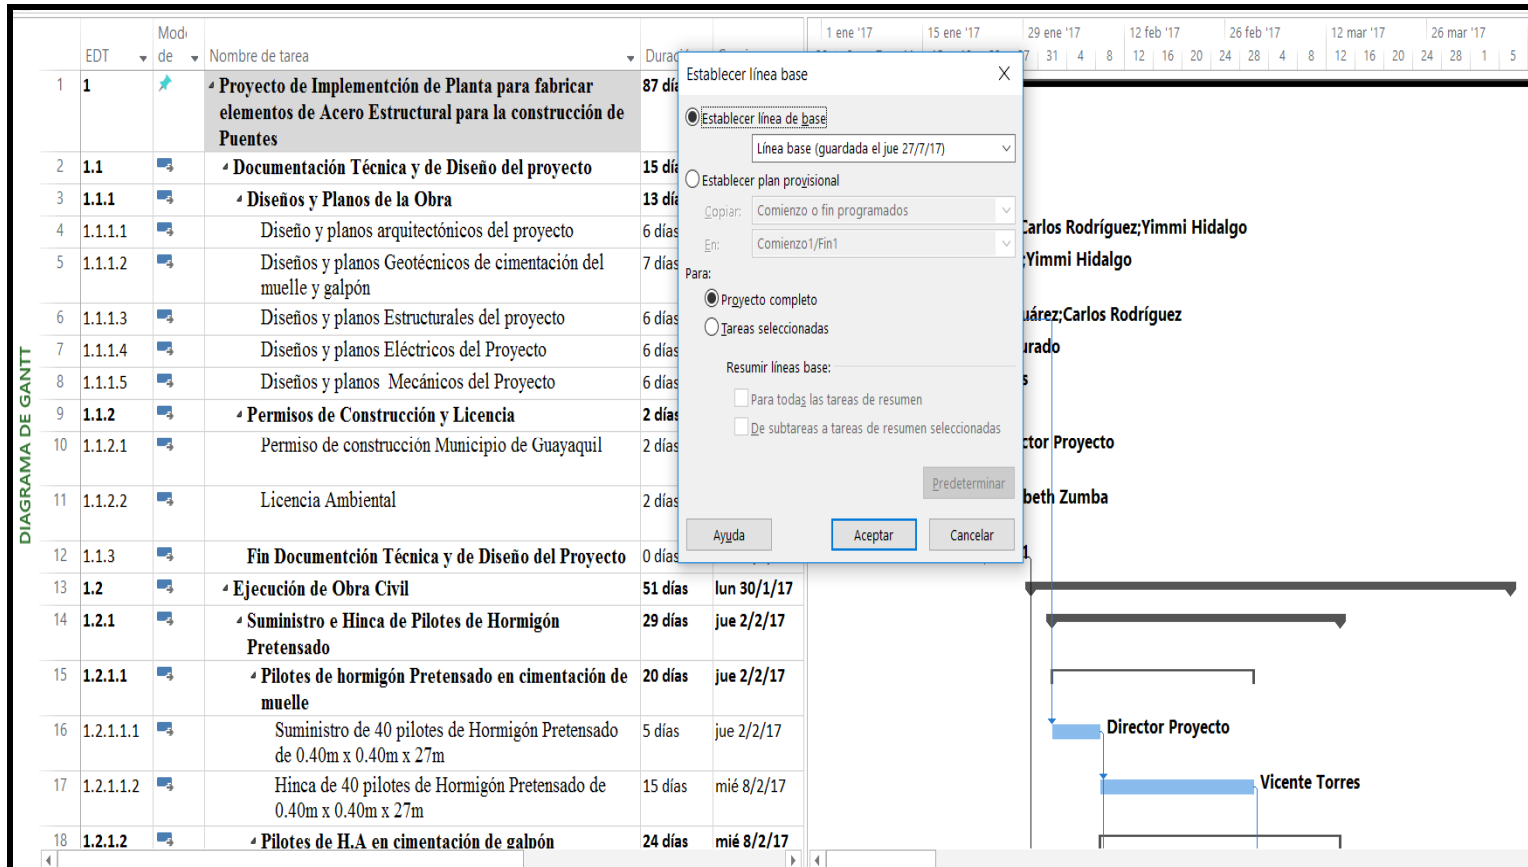 Modo
EDT de Nombre de tarea Duració
1 ene '17 15 ene '17 29 ene '17 12 feb '17 26 feb '17 12 mar '17 26 mar '17
31 4 8 12 16 20 24 28 4 8 12 16 20 24 28 1 5
1 1 Proyecto de Implementción de Planta para fabricar 87 día
elementos de Acero Estructural para la construcción de
Puentes
2 1.1 Documentación Técnica y de Diseño del proyecto 15 día
3 1.1.1 Diseños y Planos de la Obra 13 día
4 1.1.1.1 Diseño y planos arquitectónicos del proyecto 6 días
Carlos Rodríguez;Yimmi Hidalgo
5 1.1.1.2 Diseños y planos Geotécnicos de cimentación del 7 días
muelle y galpón
;Yimmi Hidalgo
6 1.1.1.3 Diseños y planos Estructurales del proyecto 6 días
uárez;Carlos Rodríguez
7 1.1.1.4 Diseños y planos Eléctricos del Proyecto 6 días
urado
8 1.1.1.5 Diseños y planos Mecánicos del Proyecto 6 días
s
9 1.1.2 Permisos de Construcción y Licencia 2 días
10 1.1.2.1 Permiso de construcción Municipio de Guayaquil 2 días
ctor Proyecto
11 1.1.2.2 Licencia Ambiental 2 días
beth Zumba
12 1.1.3 Fin Documentción Técnica y de Diseño del Proyecto 0 días
13 1.2 Ejecución de Obra Civil 51 días lun 30/1/17
14 1.2.1 Suministro e Hinca de Pilotes de Hormigón 29 días jue 2/2/17
Pretensado
15 1.2.1.1 Pilotes de hormigón Pretensado en cimentación de 20 días jue 2/2/17
muelle
16 1.2.1.1.1 Suministro de 40 pilotes de Hormigón Pretensado 5 días jue 2/2/17
de 0.40m x 0.40m x 27m
Director Proyecto
17 1.2.1.1.2 Hinca de 40 pilotes de Hormigón Pretensado de 15 días mié 8/2/17
0.40m x 0.40m x 27m
Vicente Torres
18 1.2.1.2 Pilotes de H.A en cimentación de galpón 24 días mié 8/2/17
DIAGRAMA DE GANTT
Establecer línea base X
Establecer línea de base
Línea base (guardada el jue 27/7/17)
Establecer plan provisional
Copiar: Comienzo o fin programados
En: Comienzo1/Fin1
Para:
Proyecto completo
Tareas seleccionadas
Resumir líneas base:
Para todas las tareas de resumen
De subtareas a tareas de resumen seleccionadas
Predeterminar
Ayuda Aceptar Cancelar